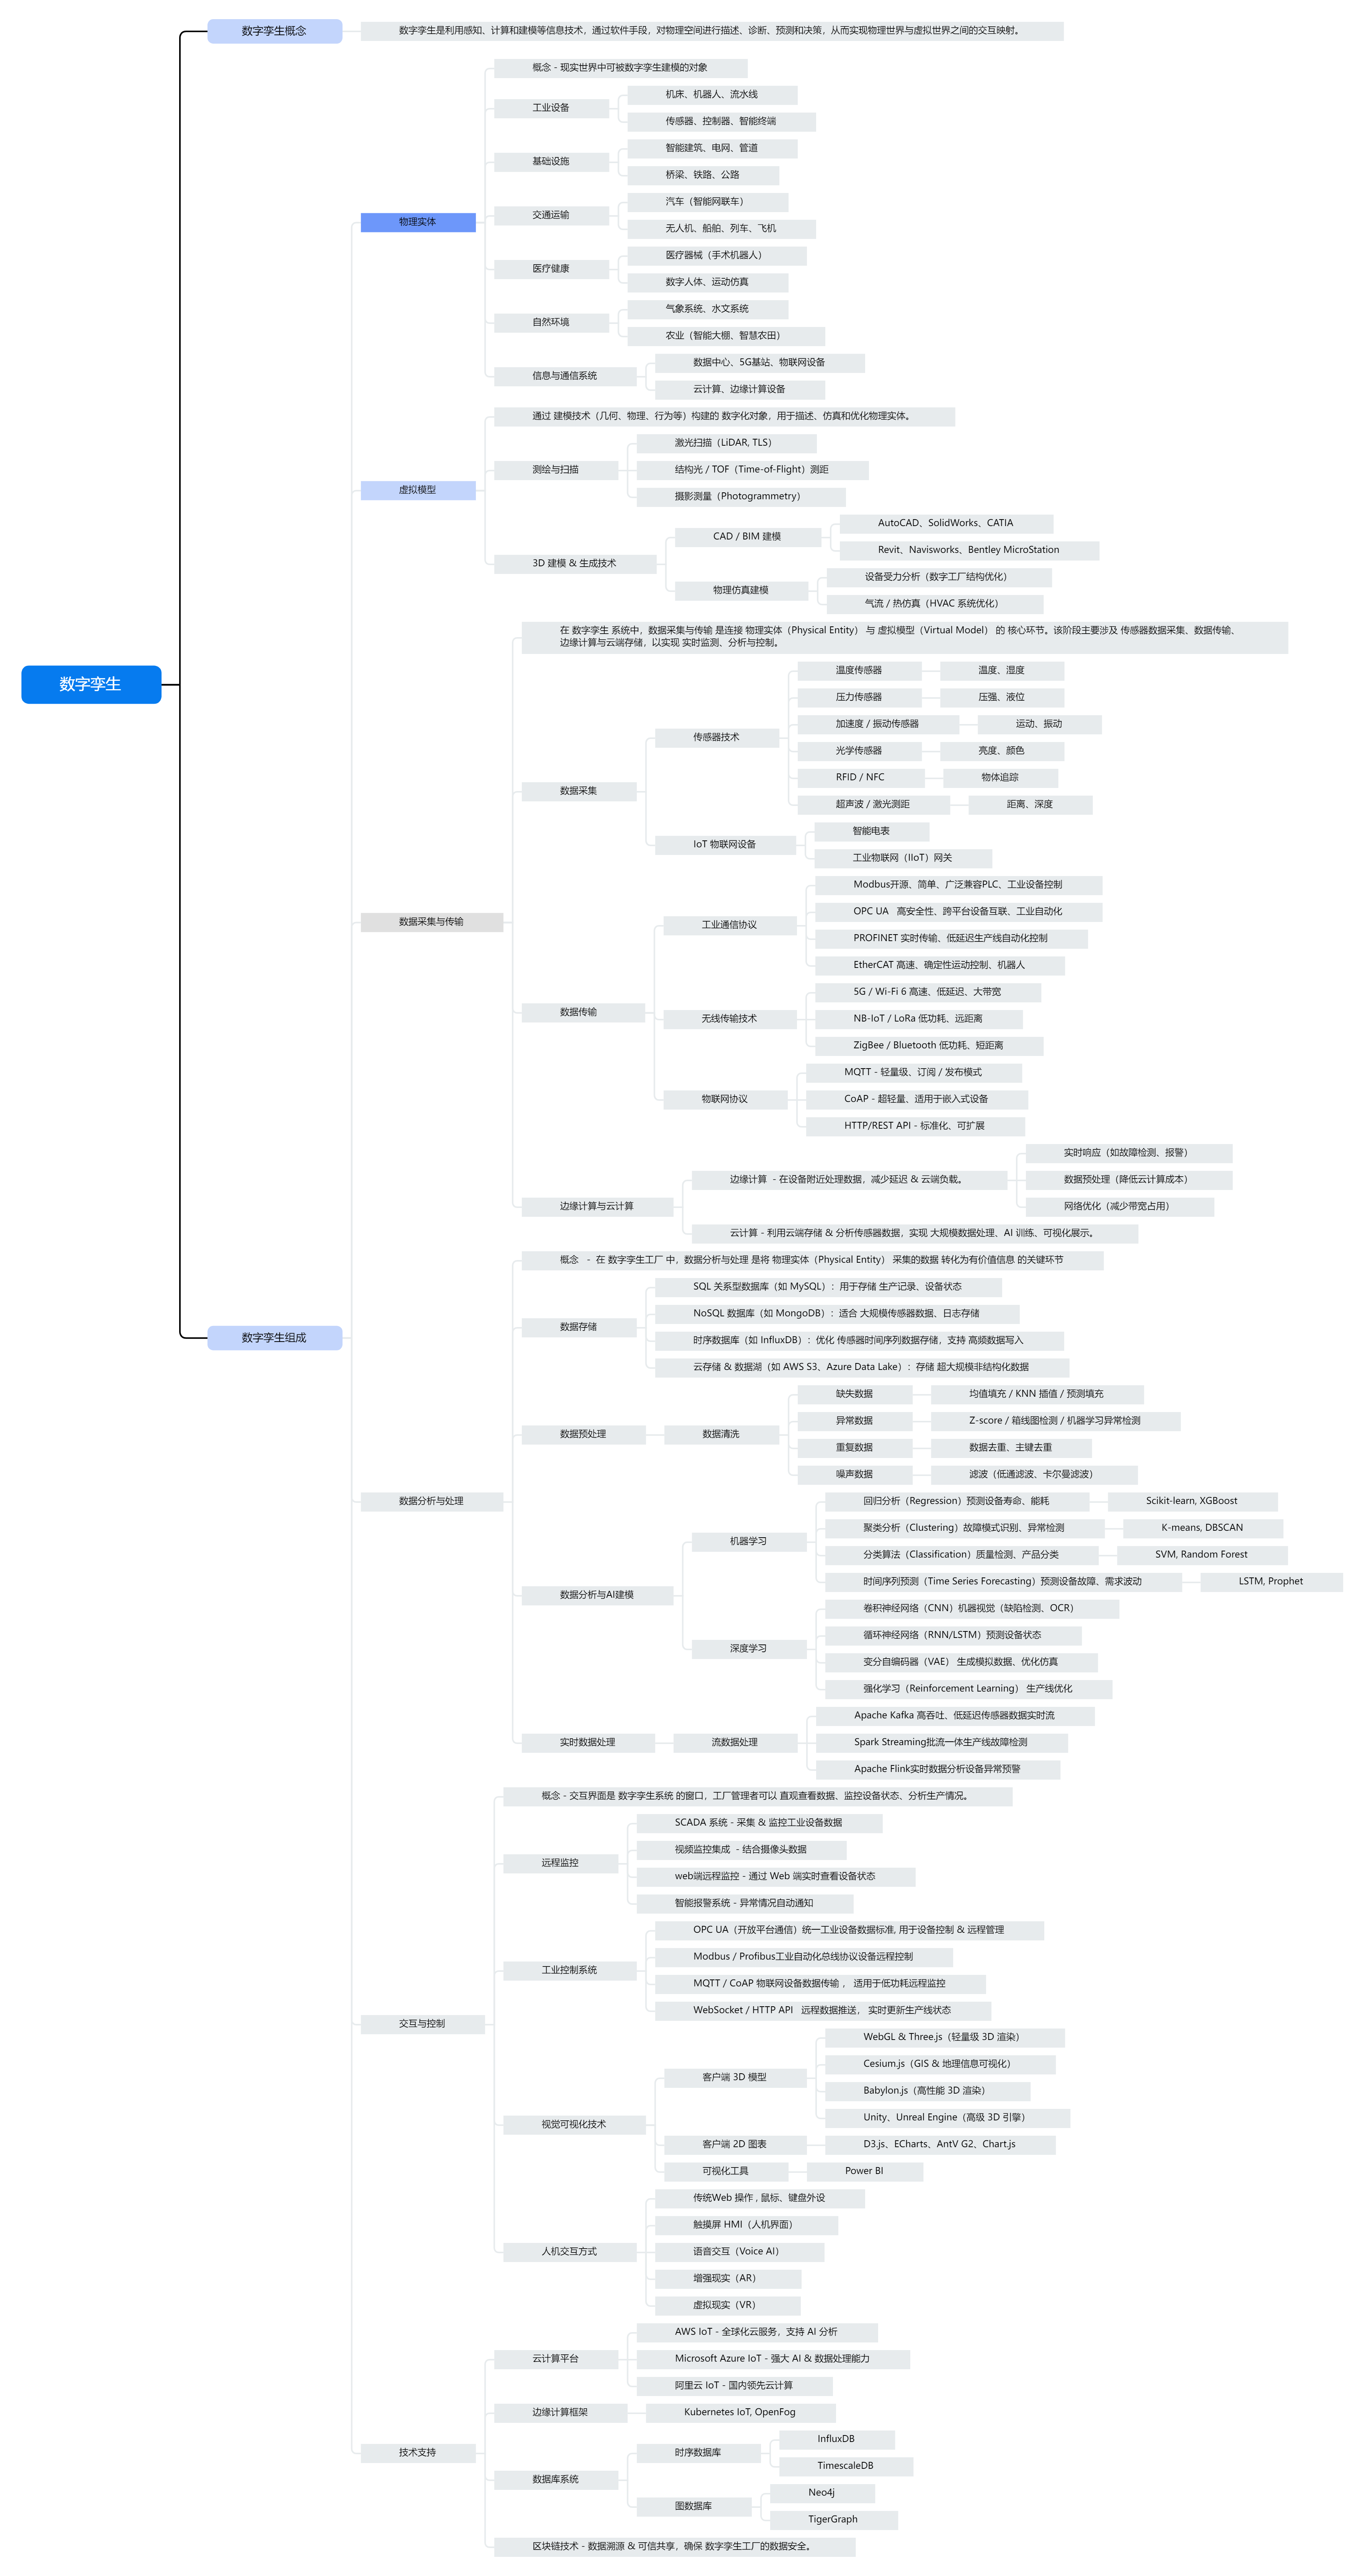 数字孪生
数字孪生概念
数字孪生是利用感知、计算和建模等信息技术，通过软件手段，对物理空间进行描述、诊断、预测和决策，从而实现物理世界与虚拟世界之间的交互映射。
数字孪生组成
物理实体
概念 - 现实世界中可被数字孪生建模的对象
工业设备
机床、机器人、流水线
传感器、控制器、智能终端
基础设施
智能建筑、电网、管道
桥梁、铁路、公路
交通运输
汽车（智能网联车）
无人机、船舶、列车、飞机
医疗健康
医疗器械（手术机器人）
数字人体、运动仿真
自然环境
气象系统、水文系统
农业（智能大棚、智慧农田）
信息与通信系统
数据中心、5G基站、物联网设备
云计算、边缘计算设备
虚拟模型
通过 建模技术（几何、物理、行为等）构建的 数字化对象，用于描述、仿真和优化物理实体。
测绘与扫描
激光扫描（LiDAR, TLS）
结构光 / TOF（Time-of-Flight）测距
摄影测量（Photogrammetry）
3D 建模 & 生成技术
CAD / BIM 建模
AutoCAD、SolidWorks、CATIA
Revit、Navisworks、Bentley MicroStation
物理仿真建模
设备受力分析（数字工厂结构优化）
气流 / 热仿真（HVAC 系统优化）
数据采集与传输
在 数字孪生 系统中，数据采集与传输 是连接 物理实体（Physical Entity） 与 虚拟模型（Virtual Model） 的 核心环节。该阶段主要涉及 传感器数据采集、数据传输、
边缘计算与云端存储，以实现 实时监测、分析与控制。
数据采集
传感器技术
温度传感器
温度、湿度
压力传感器
压强、液位
加速度 / 振动传感器
运动、振动
光学传感器
亮度、颜色
RFID / NFC
物体追踪
超声波 / 激光测距
距离、深度
IoT 物联网设备
智能电表
工业物联网（IIoT）网关
数据传输
工业通信协议
Modbus开源、简单、广泛兼容PLC、工业设备控制
OPC UA   高安全性、跨平台设备互联、工业自动化
PROFINET 实时传输、低延迟生产线自动化控制
EtherCAT 高速、确定性运动控制、机器人
无线传输技术
5G / Wi-Fi 6 高速、低延迟、大带宽
NB-IoT / LoRa 低功耗、远距离
ZigBee / Bluetooth 低功耗、短距离
物联网协议
MQTT - 轻量级、订阅 / 发布模式
CoAP - 超轻量、适用于嵌入式设备
HTTP/REST API - 标准化、可扩展
边缘计算与云计算
边缘计算  - 在设备附近处理数据，减少延迟 & 云端负载。
实时响应（如故障检测、报警）
数据预处理（降低云计算成本）
网络优化（减少带宽占用）
云计算 - 利用云端存储 & 分析传感器数据，实现 大规模数据处理、AI 训练、可视化展示。
数据分析与处理
概念   -  在 数字孪生工厂 中，数据分析与处理 是将 物理实体（Physical Entity） 采集的数据 转化为有价值信息 的关键环节
数据存储
SQL 关系型数据库（如 MySQL）：用于存储 生产记录、设备状态
NoSQL 数据库（如 MongoDB）：适合 大规模传感器数据、日志存储
时序数据库（如 InfluxDB）：优化 传感器时间序列数据存储，支持 高频数据写入
云存储 & 数据湖（如 AWS S3、Azure Data Lake）：存储 超大规模非结构化数据
数据预处理
数据清洗
缺失数据
均值填充 / KNN 插值 / 预测填充
异常数据
Z-score / 箱线图检测 / 机器学习异常检测
重复数据
数据去重、主键去重
噪声数据
滤波（低通滤波、卡尔曼滤波）
数据分析与AI建模
机器学习
回归分析（Regression）预测设备寿命、能耗
Scikit-learn, XGBoost
聚类分析（Clustering）故障模式识别、异常检测
K-means, DBSCAN
分类算法（Classification）质量检测、产品分类
SVM, Random Forest
时间序列预测（Time Series Forecasting）预测设备故障、需求波动
LSTM, Prophet
深度学习
卷积神经网络（CNN）机器视觉（缺陷检测、OCR）
循环神经网络（RNN/LSTM）预测设备状态
变分自编码器（VAE） 生成模拟数据、优化仿真
强化学习（Reinforcement Learning） 生产线优化
实时数据处理
流数据处理
Apache Kafka 高吞吐、低延迟传感器数据实时流
Spark Streaming批流一体生产线故障检测
Apache Flink实时数据分析设备异常预警
交互与控制
概念 - 交互界面是 数字孪生系统 的窗口，工厂管理者可以 直观查看数据、监控设备状态、分析生产情况。
远程监控
SCADA 系统 - 采集 & 监控工业设备数据
视频监控集成  - 结合摄像头数据
web端远程监控 - 通过 Web 端实时查看设备状态
智能报警系统 - 异常情况自动通知
工业控制系统
OPC UA（开放平台通信）统一工业设备数据标准, 用于设备控制 & 远程管理
Modbus / Profibus工业自动化总线协议设备远程控制
MQTT / CoAP 物联网设备数据传输 ， 适用于低功耗远程监控
WebSocket / HTTP API   远程数据推送， 实时更新生产线状态
视觉可视化技术
客户端 3D 模型
WebGL & Three.js（轻量级 3D 渲染）
Cesium.js（GIS & 地理信息可视化）
Babylon.js（高性能 3D 渲染）
Unity、Unreal Engine（高级 3D 引擎）
客户端 2D 图表
D3.js、ECharts、AntV G2、Chart.js
可视化工具
Power BI
人机交互方式
传统Web 操作 , 鼠标、键盘外设
触摸屏 HMI（人机界面）
语音交互（Voice AI）
增强现实（AR）
虚拟现实（VR）
技术支持
云计算平台
AWS IoT - 全球化云服务，支持 AI 分析
Microsoft Azure IoT - 强大 AI & 数据处理能力
阿里云 IoT - 国内领先云计算
边缘计算框架
Kubernetes IoT, OpenFog
数据库系统
时序数据库
InfluxDB
TimescaleDB
图数据库
Neo4j
TigerGraph
区块链技术 - 数据溯源 & 可信共享，确保 数字孪生工厂的数据安全。